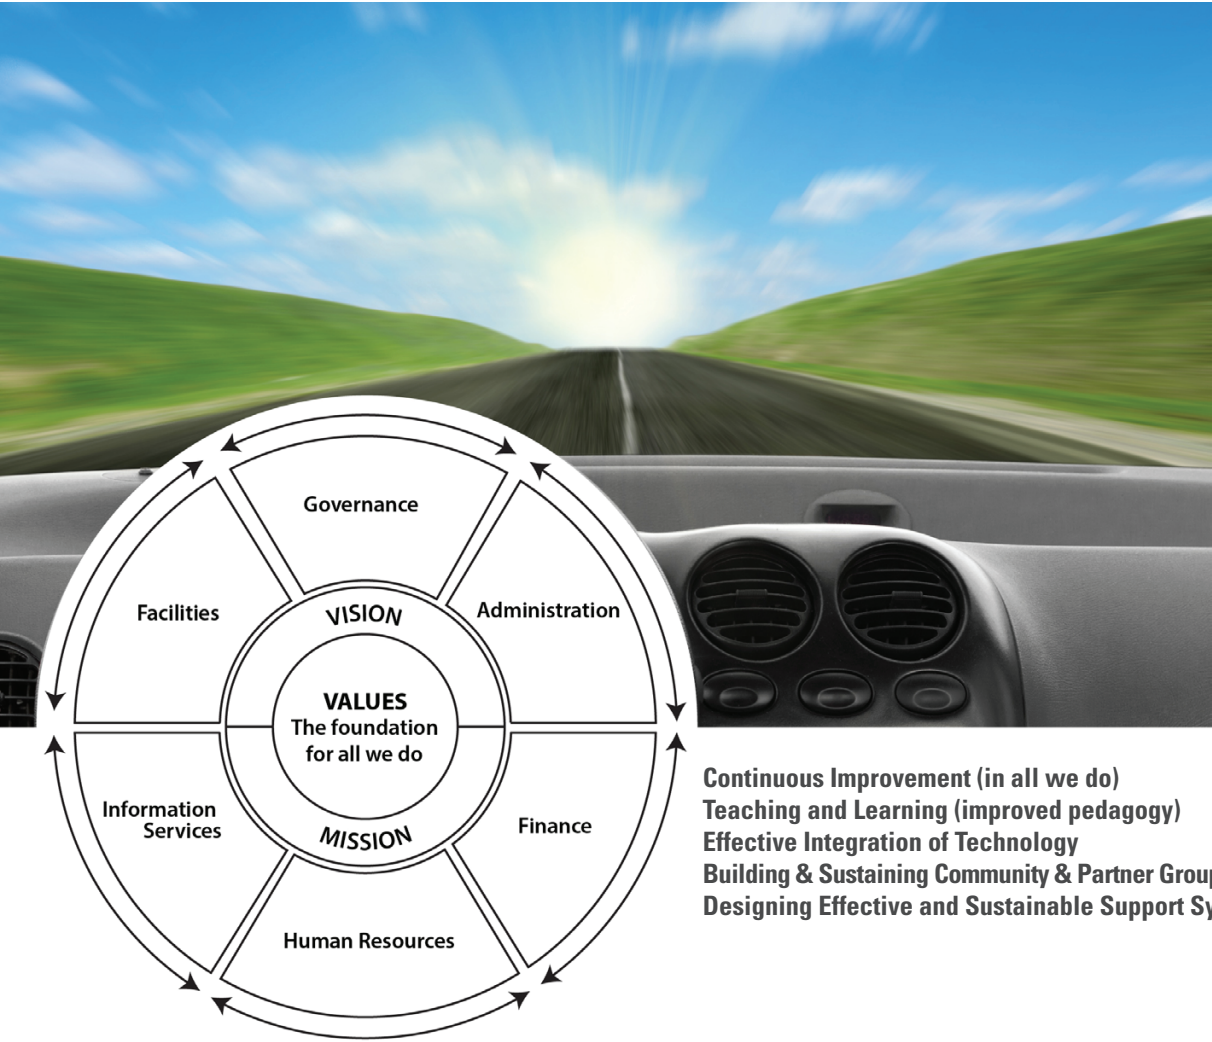 Governance
Facilities
Administration
VISION
VALUES
The foundation
for all we do
MISSION
Information
Services
Finance
Human Resources
Continuous Improvement (in all we do)
Teaching and Learning (improved pedagogy)
Effective Integration of Technology
Building & Sustaining Community & Partner
Designing Effective and Sustainable Support